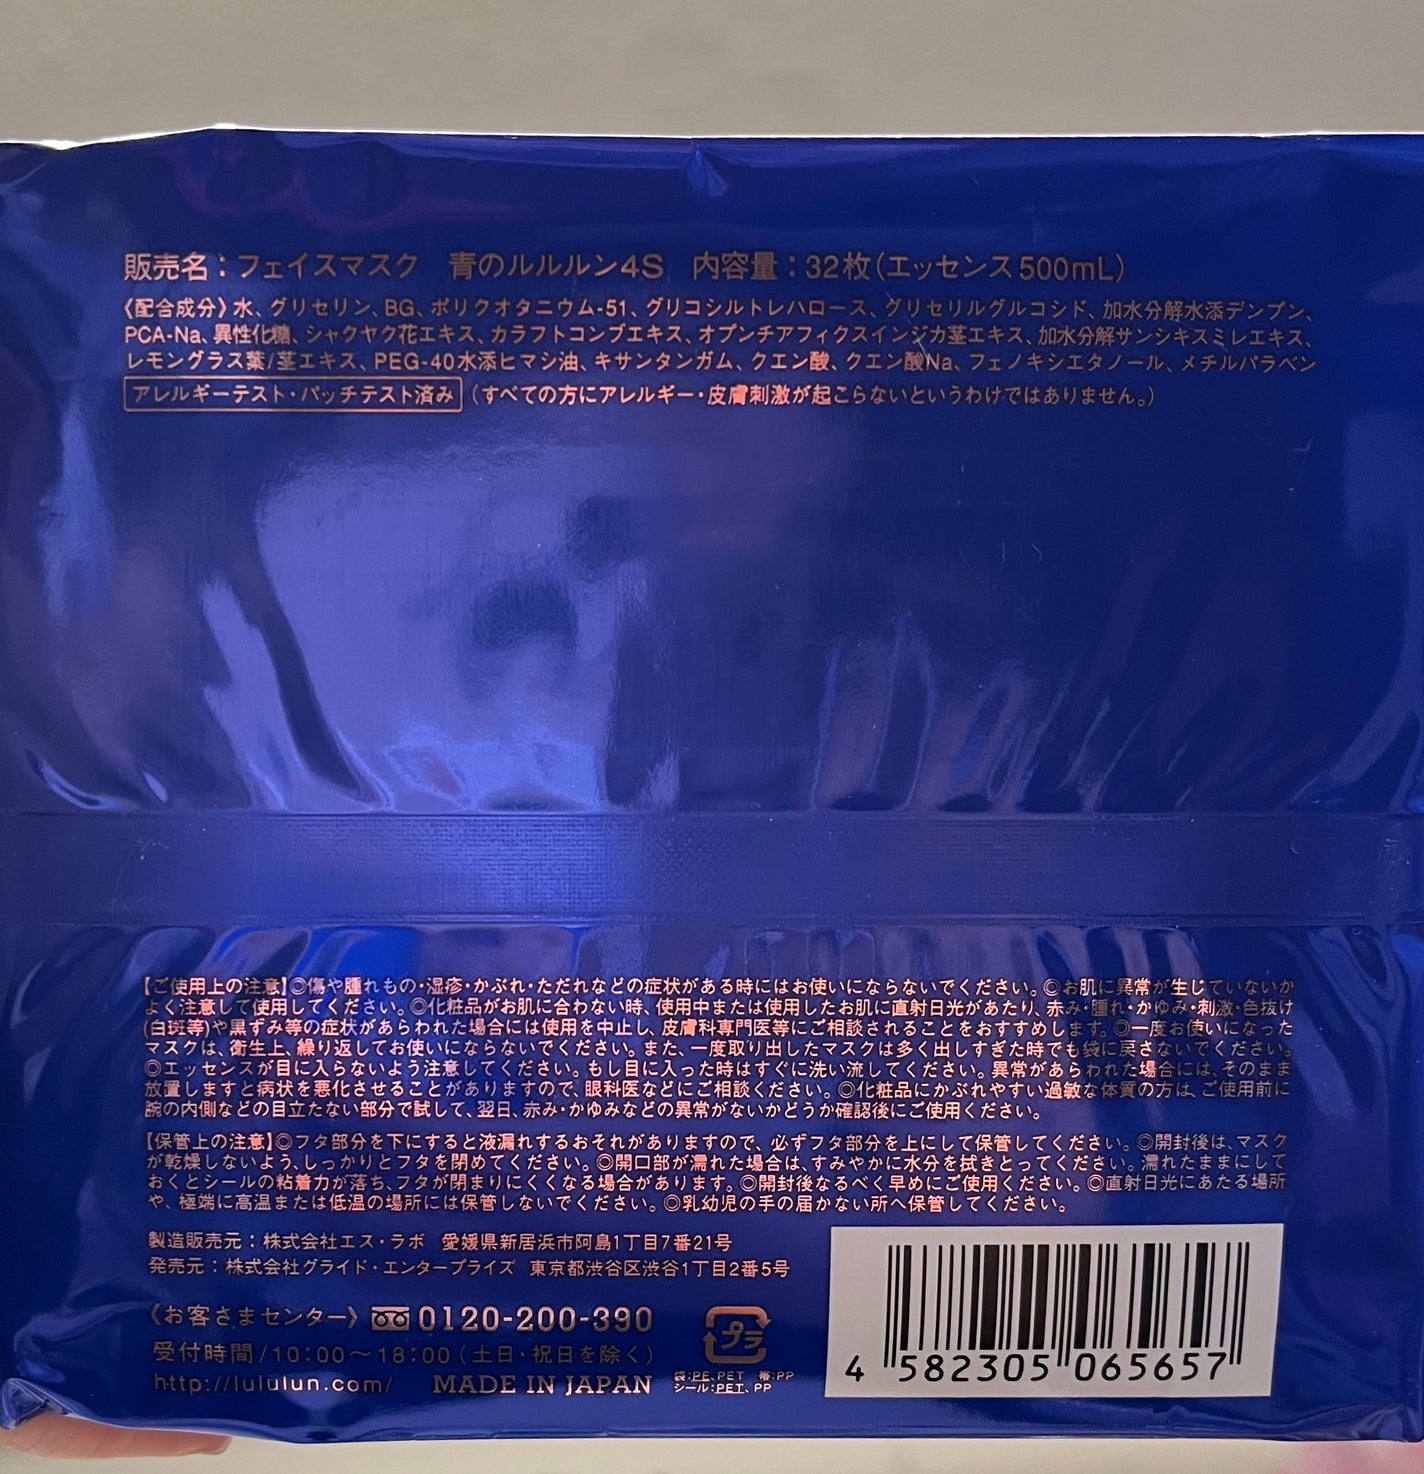 販売名：フェイスマスク　青のルルルン4S　内容量：32枚(エッセンス500mL)
《配合成分》水、グリセリン、BG、ポリクオタニウム-51、グリコシルトレハロース、グリセリルグルコシド、加水分解水添デンプン、
PCA-Na、異性化糖、シャクヤク花エキス、カラフトコンブエキス、オプンチアフィクスインジカ茎エキス、加水分解サンシキスミレエキス、
レモングラス葉/茎エキス、PEG-40水添ヒマシ油、キサンタンガム、クエン酸、クエン酸Na、フェノキシエタノール、メチルパラベン
アレルギーテスト・パッチテスト済み (すべての方にアレルギー・皮膚刺激が起こらないというわけではありません。)
【ご使用上の注意】◎傷や腫れもの・湿疹・かぶれ・ただれなどの症状がある時にはお使いにならないでください。◎お肌に異常が生じていないか
よく注意して使用してください。◎化粧品がお肌に合わない時、使用中または使用したお肌に直射日光があたり、赤み・腫れ・かゆみ・刺激・色抜け
(白斑等)や黒ずみ等の症状があらわれた場合には使用を中止し、皮膚科専門医等にご相談されることをおすすめします。◎一度お使いになった
マスクは、衛生上、繰り返してお使いにならないでください。また、一度取り出したマスクは多く出しすぎた時でも袋に戻さないでください。
◎エッセンスが目に入らないよう注意してください。もし目に入った時はすぐに洗い流してください。異常があらわれた場合には、そのまま
放置しますと病状を悪化させることがありますので、眼科医などにご相談ください。◎化粧品にかぶれやすい過敏な体質の方は、ご使用前に
腕の内側などの目立たない部分で試して、翌日、赤み・かゆみなどの異常がないかどうか確認後にご使用ください。
【保管上の注意】◎フタ部分を下にすると液漏れするおそれがありますので、必ずフタ部分を上にして保管してください。◎開封後は、マスク
が乾燥しないよう、しっかりとフタを閉めてください。◎開口部が濡れた場合は、すみやかに水分を拭きとってください。濡れたままにして
おくとシールの粘着力が落ち、フタが閉まりにくくなる場合があります。◎開封後なるべく早めにご使用ください。◎直射日光にあたる場所
や、極端に高温または低温の場所には保管しないでください。◎乳幼児の手の届かない所へ保管してください。
製造販売元：株式会社エス・ラボ　愛媛県新居浜市阿島1丁目7番21号
発売元：株式会社グライド・エンタープライズ　東京都渋谷区渋谷1丁目2番5号
《お客さまセンター》0120-200-390
受付時間/10:00～18:00(土日・祝日を除く)
http://lululun.com/　MADE IN JAPAN
プラ
袋:PE、PET　帯:PP
シール:PET、PP
4 582305 065657